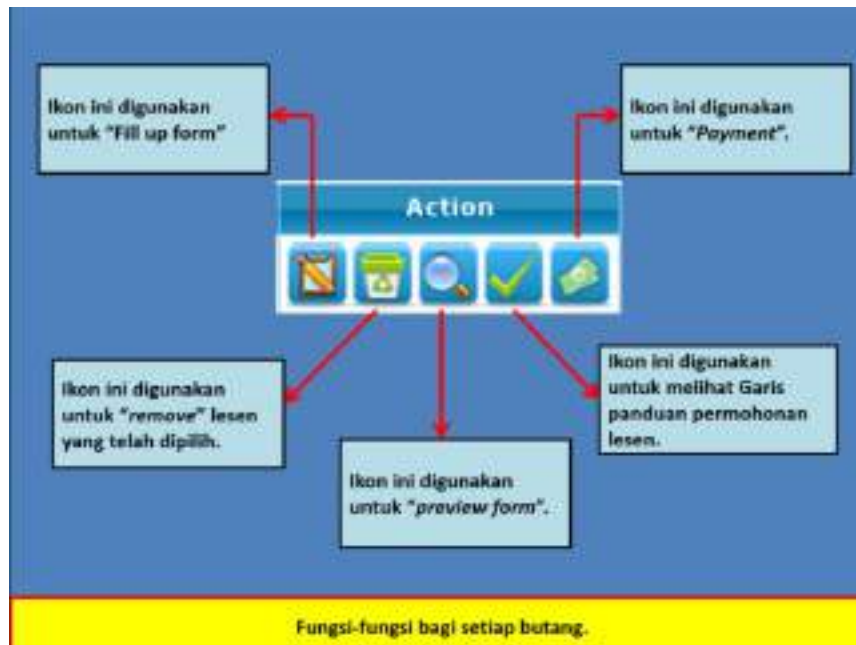 Ikon ini digunakan
untuk "Fill up form"
Ikon ini digunakan
untuk "Payment".
Action
Ikon ini digunakan
untuk "remove" lesen
yang telah dipilih.
Ikon ini digunakan
untuk melihat Garis
panduan permohonan
lesen.
Ikon ini digunakan
untuk "preview form".
Fungsi-fungsi bagi setiap butang.